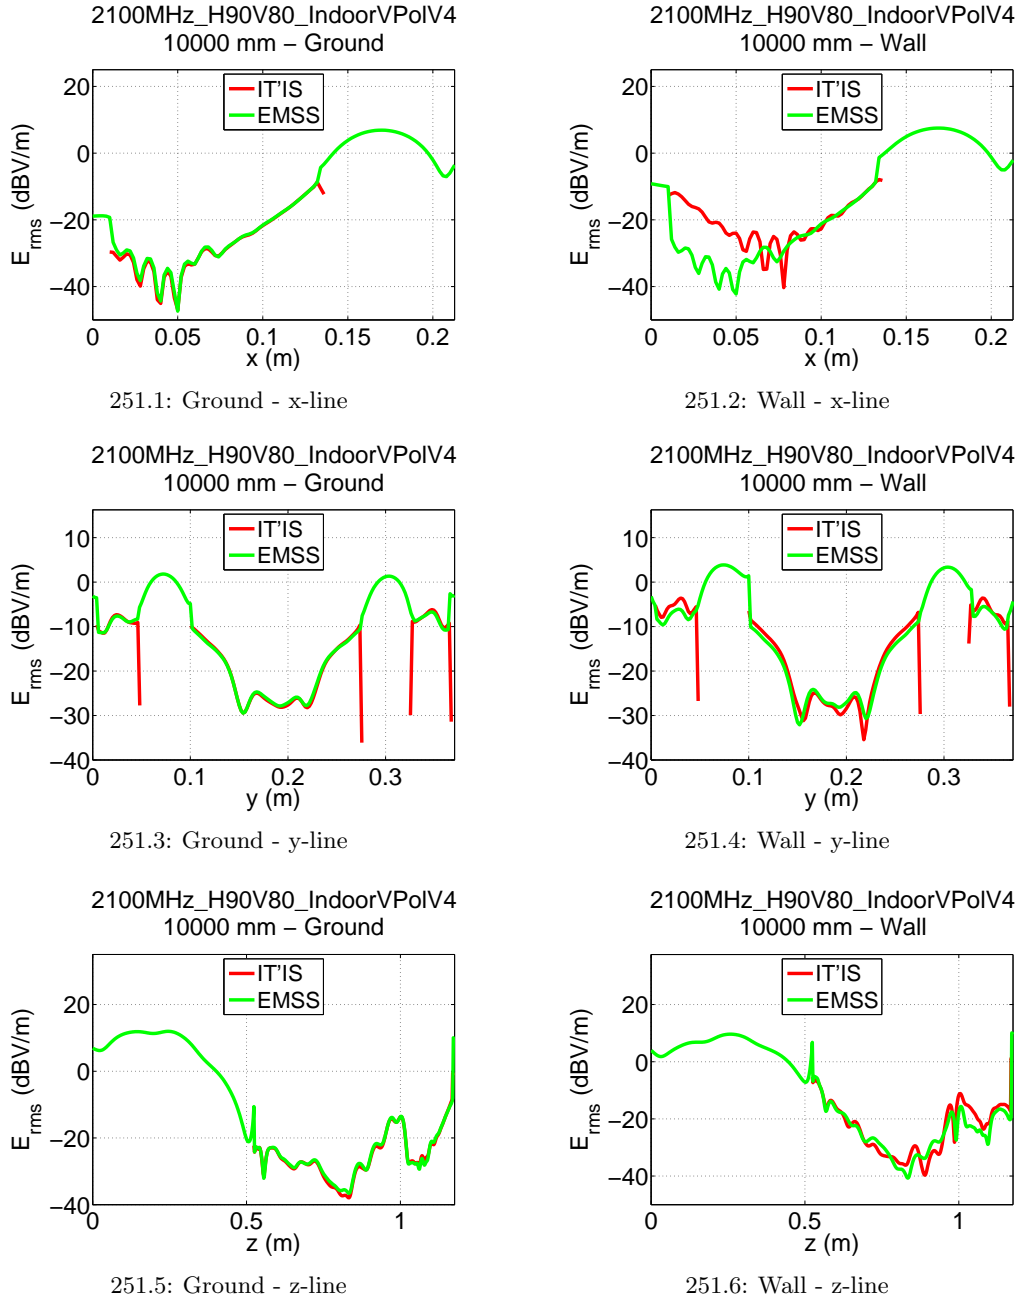 2100MHz_H90V80_IndoorVPolV4
10000 mm − Ground
20
0
−20
−40
E_rms (dBV/m)
IT'IS
EMSS
0
0.05
0.1
0.15
0.2
x (m)
251.1: Ground - x-line
2100MHz_H90V80_IndoorVPolV4
10000 mm − Wall
20
0
−20
−40
E_rms (dBV/m)
IT'IS
EMSS
0
0.05
0.1
0.15
0.2
x (m)
251.2: Wall - x-line
2100MHz_H90V80_IndoorVPolV4
10000 mm − Ground
10
0
−10
−20
−30
−40
E_rms (dBV/m)
IT'IS
EMSS
0
0.1
0.2
0.3
y (m)
251.3: Ground - y-line
2100MHz_H90V80_IndoorVPolV4
10000 mm − Wall
10
0
−10
−20
−30
−40
E_rms (dBV/m)
IT'IS
EMSS
0
0.1
0.2
0.3
y (m)
251.4: Wall - y-line
2100MHz_H90V80_IndoorVPolV4
10000 mm − Ground
20
0
−20
−40
E_rms (dBV/m)
IT'IS
EMSS
0
0.5
1
z (m)
251.5: Ground - z-line
2100MHz_H90V80_IndoorVPolV4
10000 mm − Wall
20
0
−20
−40
E_rms (dBV/m)
IT'IS
EMSS
0
0.5
1
z (m)
251.6: Wall - z-line